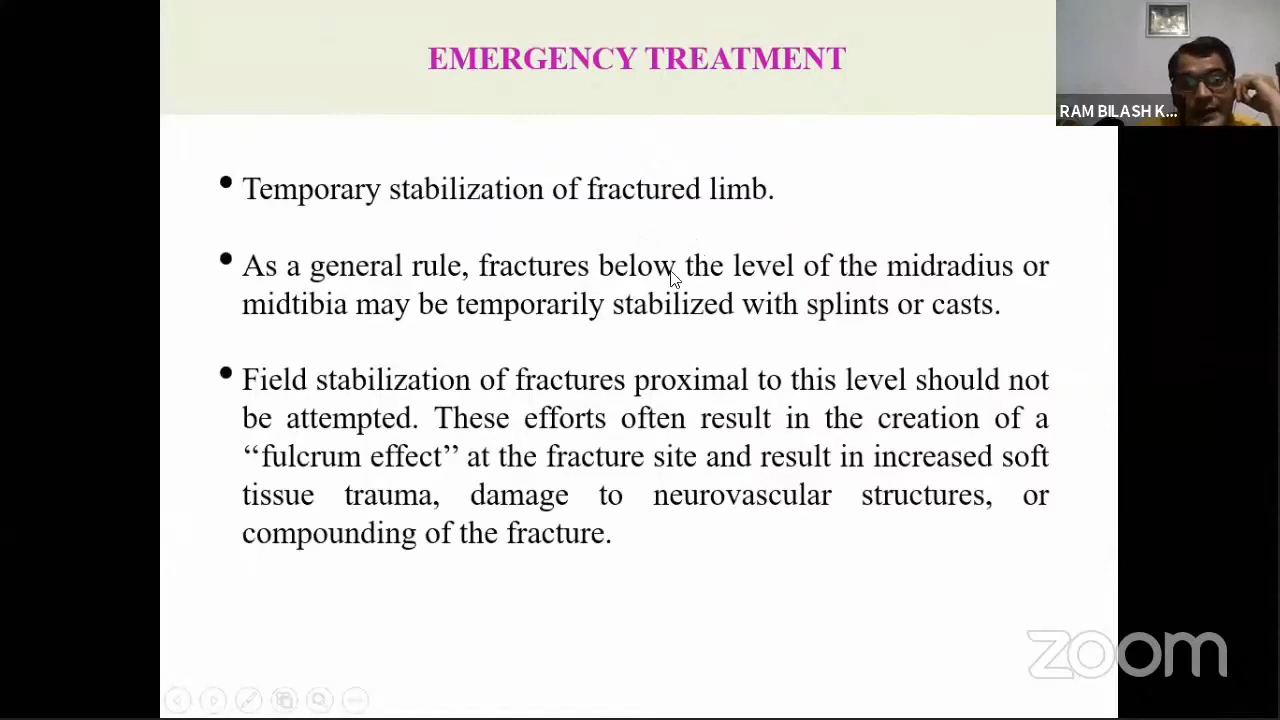 EMERGENCY TREATMENT
RAM BILASH K...
• Temporary stabilization of fractured limb.
• As a general rule, fractures below the level of the midradius or
midtibia may be temporarily stabilized with splints or casts.
• Field stabilization of fractures proximal to this level should not
be attempted. These efforts often result in the creation of a
‘‘fulcrum effect’’ at the fracture site and result in increased soft
tissue trauma, damage to neurovascular structures, or
compounding of the fracture.
zoom